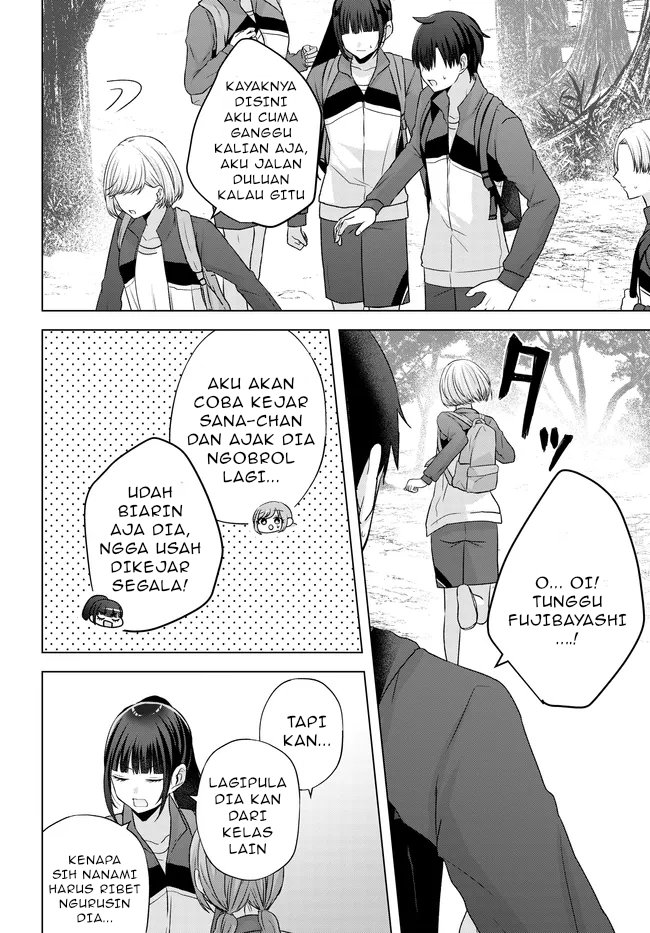 KAYAKNYA
DISINI
AKU CUMA
GANGGU
KALIAN AJA,
AKU JALAN
DULUAN
KALAU GITU
タッ
O... OI!
TUNGGU
FUJIBAYASHI
....!
AKU AKAN
COBA KEJAR
SANA-CHAN
DAN AJAK DIA
NGOBROL
LAGI...
UDAH
BIARIN
AJA DIA,
NGGA USAH
DIKEJAR
SEGALA!
TAPI
KAN...
LAGIPULA
DIA KAN
DARI
KELAS
LAIN
KENAPA
SIH NANAMI
HARUS RIBET
NGURUSIN
DIA...